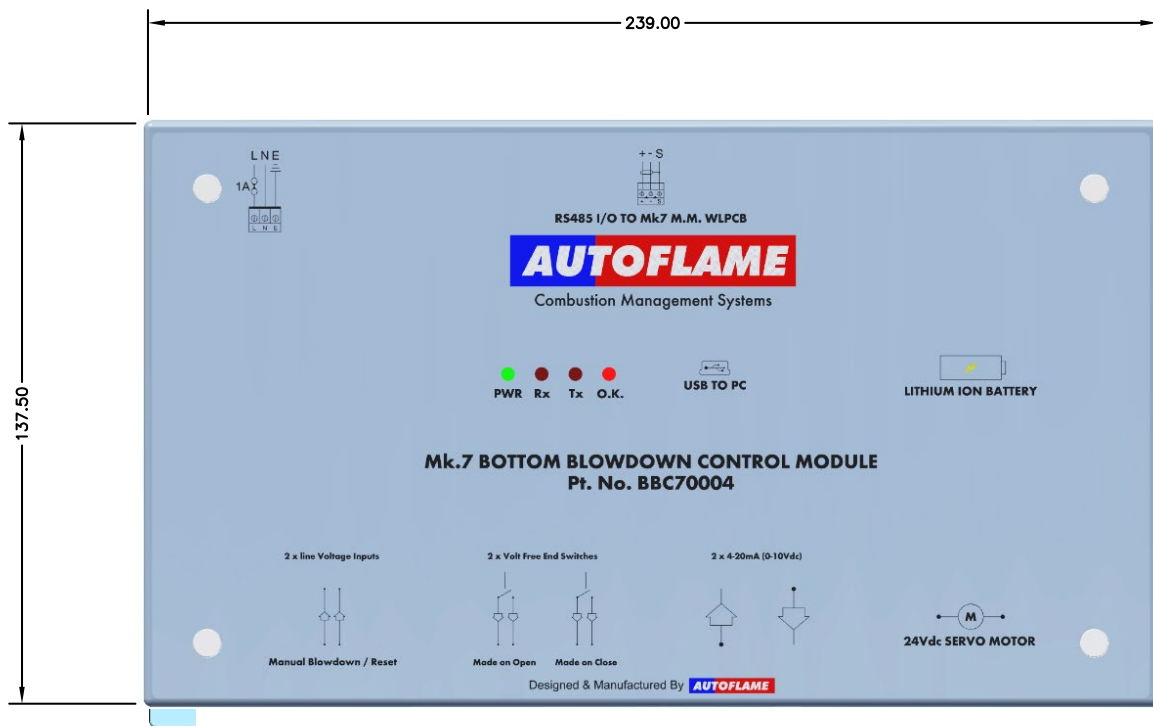 239.00
137.50
L N E
1A
L N E
+ - S
+ - S
RS485 I/O TO Mk7 M.M. WLPCB
AUTOFLAME
Combustion Management Systems
PWR Rx Tx O.K.
USB TO PC
LITHIUM ION BATTERY
Mk.7 BOTTOM BLOWDOWN CONTROL MODULE
Pt. No. BBC70004
2 x line Voltage Inputs
2 x Volt Free End Switches
2 x 4-20mA (0-10Vdc)
Manual Blowdown / Reset
Made on Open
Made on Close
M
24Vdc SERVO MOTOR
Designed & Manufactured By AUTOFLAME